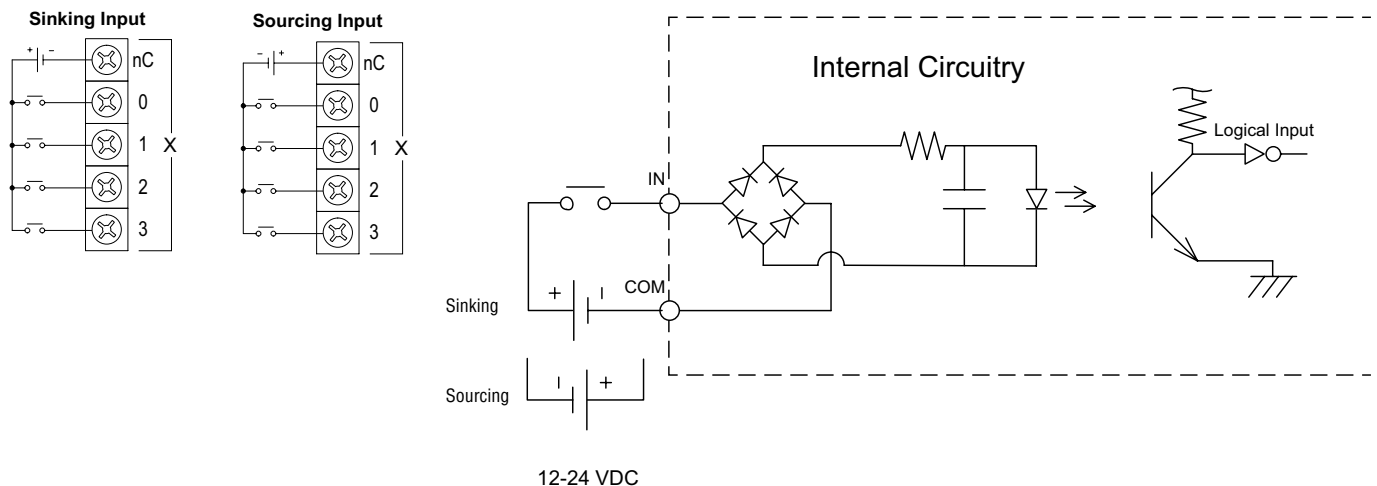 Sinking Input
+ –
nC
0
1
2
3
X
Sourcing Input
– +
nC
0
1
2
3
X
Internal Circuitry
Logical Input
IN
COM
Sinking
+ –
Sourcing
– +
12-24 VDC